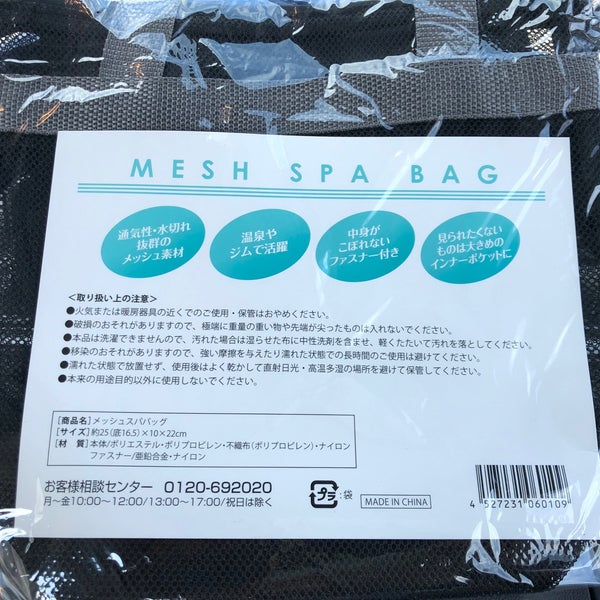 MESH SPA BAG
通気性・水切れ
抜群の
メッシュ素材
温泉や
ジムで活躍
中身が
こぼれない
ファスナー付き
見られたくない
ものは大きめの
インナーポケットに
<取り扱い上の注意>
●火気または暖房器具の近くでのご使用・保管はおやめください。
●破損のおそれがありますので、極端に重量の重い物や先端が尖ったものは入れないでください。
●本品は洗濯できませんので、汚れた場合は湿らせた布に中性洗剤を含ませ、軽くたたいて汚れを落としてください。
●移染のおそれがありますので、強い摩擦を与えたり濡れた状態での長時間のご使用は避けてください。
●濡れた状態で放置せず、使用後はよく乾かして直射日光・高温多湿の場所を避けて保管してください。
●本来の用途目的以外に使用しないでください。
[商品名]メッシュスパバッグ
[サイズ]約25(底16.5)×10×22cm
[材 質]本体/ポリエステル・ポリプロピレン・不織布(ポリプロピレン)・ナイロン
ファスナー/亜鉛合金・ナイロン
お客様相談センター 0120-692020
月～金10:00～12:00/13:00～17:00/祝日は除く
プラ:袋
MADE IN CHINA
4 527231 060109